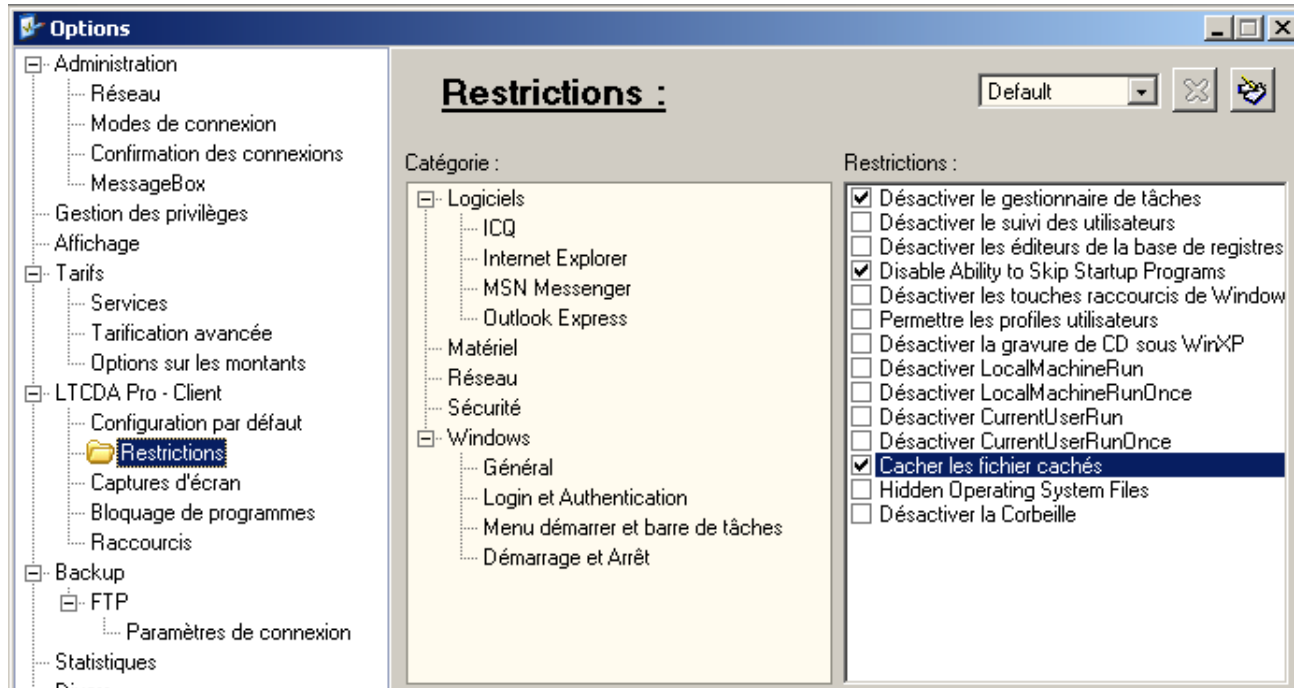 Options
Administration
Réseau
Modes de connexion
Confirmation des connexions
MessageBox
Gestion des privilèges
Affichage
Tarifs
Services
Tarification avancée
Options sur les montants
LTCDA Pro - Client
Configuration par défaut
Restrictions
Captures d'écran
Bloquage de programmes
Raccourcis
Backup
FTP
Paramètres de connexion
Statistiques
Restrictions :
Default
Catégorie :
Logiciels
ICQ
Internet Explorer
MSN Messenger
Outlook Express
Matériel
Réseau
Sécurité
Windows
Général
Login et Authentication
Menu démarrer et barre de tâches
Démarrage et Arrêt
Restrictions :
Désactiver le gestionnaire de tâches
Désactiver le suivi des utilisateurs
Désactiver les éditeurs de la base de registres
Disable Ability to Skip Startup Programs
Désactiver les touches raccourcis de Window
Permettre les profiles utilisateurs
Désactiver la gravure de CD sous WinXP
Désactiver LocalMachineRun
Désactiver LocalMachineRunOnce
Désactiver CurrentUserRun
Désactiver CurrentUserRunOnce
Cacher les fichier cachés
Hidden Operating System Files
Désactiver la Corbeille